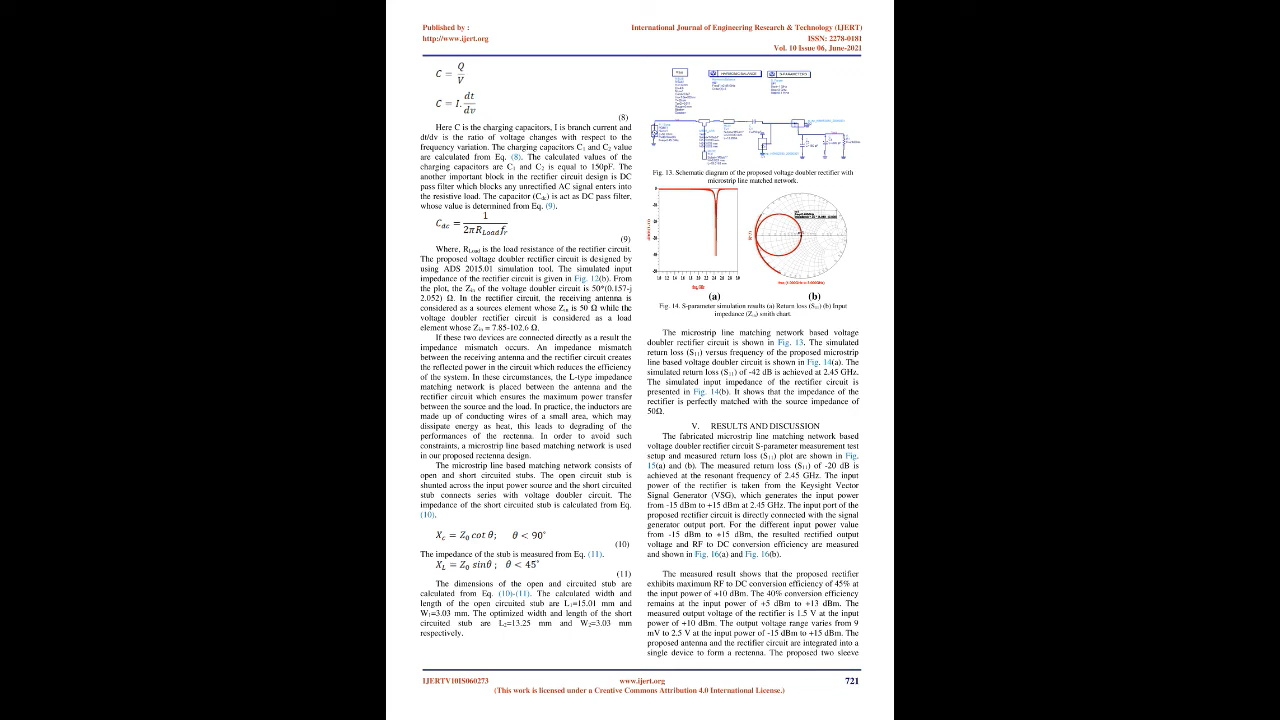 Published by :
http://www.ijert.org
International Journal of Engineering Research & Technology (IJERT)
ISSN: 2278-0181
Vol. 10 Issue 06, June-2021
C = Q/V
C = I. dt/dv
(8)
Here C is the charging capacitors, I is branch current and
dt/dv is the ratio of voltage changes with respect to the
frequency variation. The charging capacitors C1 and C2 value
are calculated from Eq. (8). The calculated values of the
charging capacitors are C1 and C2 is equal to 150pF. The
another important block in the rectifier circuit design is DC
pass filter which blocks any unrectified AC signal enters into
the resistive load. The capacitor (Cdc) is act as DC pass filter,
whose value is determined from Eq. (9).
Cdc = 1/2πRLoadfr
(9)
Where, RLoad is the load resistance of the rectifier circuit.
The proposed voltage doubler rectifier circuit is designed by
using ADS 2015.01 simulation tool. The simulated input
impedance of the rectifier circuit is given in Fig. 12(b). From
the plot, the Zin of the voltage doubler circuit is 50*(0.157-j
2.052) Ω. In the rectifier circuit, the receiving antenna is
considered as a sources element whose Zin is 50 Ω while the
voltage doubler rectifier circuit is considered as a load
element whose Zin = 7.85-102.6 Ω.
If these two devices are connected directly as a result the
impedance mismatch occurs. An impedance mismatch
between the receiving antenna and the rectifier circuit creates
the reflected power in the circuit which reduces the efficiency
of the system. In these circumstances, the L-type impedance
matching network is placed between the antenna and the
rectifier circuit which ensures the maximum power transfer
between the source and the load. In practice, the inductors are
made up of conducting wires of a small area, which may
dissipate energy as heat, this leads to degrading of the
performances of the rectenna. In order to avoid such
constraints, a microstrip line based matching network is used
in our proposed rectenna design.
The microstrip line based matching network consists of
open and short circuited stubs. The open circuit stub is
shunted across the input power source and the short circuited
stub connects series with voltage doubler circuit. The
impedance of the short circuited stub is calculated from Eq.
(10).
Xc = Z0 cot θ; θ < 90°
(10)
The impedance of the stub is measured from Eq. (11).
XL = Z0 sinθ ; θ < 45°
(11)
The dimensions of the open and circuited stub are
calculated from Eq. (10)-(11). The calculated width and
length of the open circuited stub are L1=15.01 mm and
W1=3.03 mm. The optimized width and length of the short
circuited stub are L2=13.25 mm and W2=3.03 mm
respectively.
HARMONIC BALANCE
S-PARAMETERS
Fig. 13. Schematic diagram of the proposed voltage doubler rectifier with
microstrip line matched network.
(a)
(b)
Fig. 14. S-parameter simulation results (a) Return loss (S11) (b) Input
impedance (Zin) smith chart.
The microstrip line matching network based voltage
doubler rectifier circuit is shown in Fig. 13. The simulated
return loss (S11) versus frequency of the proposed microstrip
line based voltage doubler circuit is shown in Fig. 14(a). The
simulated return loss (S11) of -42 dB is achieved at 2.45 GHz.
The simulated input impedance of the rectifier circuit is
presented in Fig. 14(b). It shows that the impedance of the
rectifier is perfectly matched with the source impedance of
50Ω.
V. RESULTS AND DISCUSSION
The fabricated microstrip line matching network based
voltage doubler rectifier circuit S-parameter measurement test
setup and measured return loss (S11) plot are shown in Fig.
15(a) and (b). The measured return loss (S11) of -20 dB is
achieved at the resonant frequency of 2.45 GHz. The input
power of the rectifier is taken from the Keysight Vector
Signal Generator (VSG), which generates the input power
from -15 dBm to +15 dBm at 2.45 GHz. The input port of the
proposed rectifier circuit is directly connected with the signal
generator output port. For the different input power value
from -15 dBm to +15 dBm, the resulted rectified output
voltage and RF to DC conversion efficiency are measured
and shown in Fig. 16(a) and Fig. 16(b).
The measured result shows that the proposed rectifier
exhibits maximum RF to DC conversion efficiency of 45% at
the input power of +10 dBm. The 40% conversion efficiency
remains at the input power of +5 dBm to +13 dBm. The
measured output voltage of the rectifier is 1.5 V at the input
power of +10 dBm. The output voltage range varies from 9
mV to 2.5 V at the input power of -15 dBm to +15 dBm. The
proposed antenna and the rectifier circuit are integrated into a
single device to form a rectenna. The proposed two sleeve
IJERTV10IS060273
www.ijert.org
721
(This work is licensed under a Creative Commons Attribution 4.0 International License.)